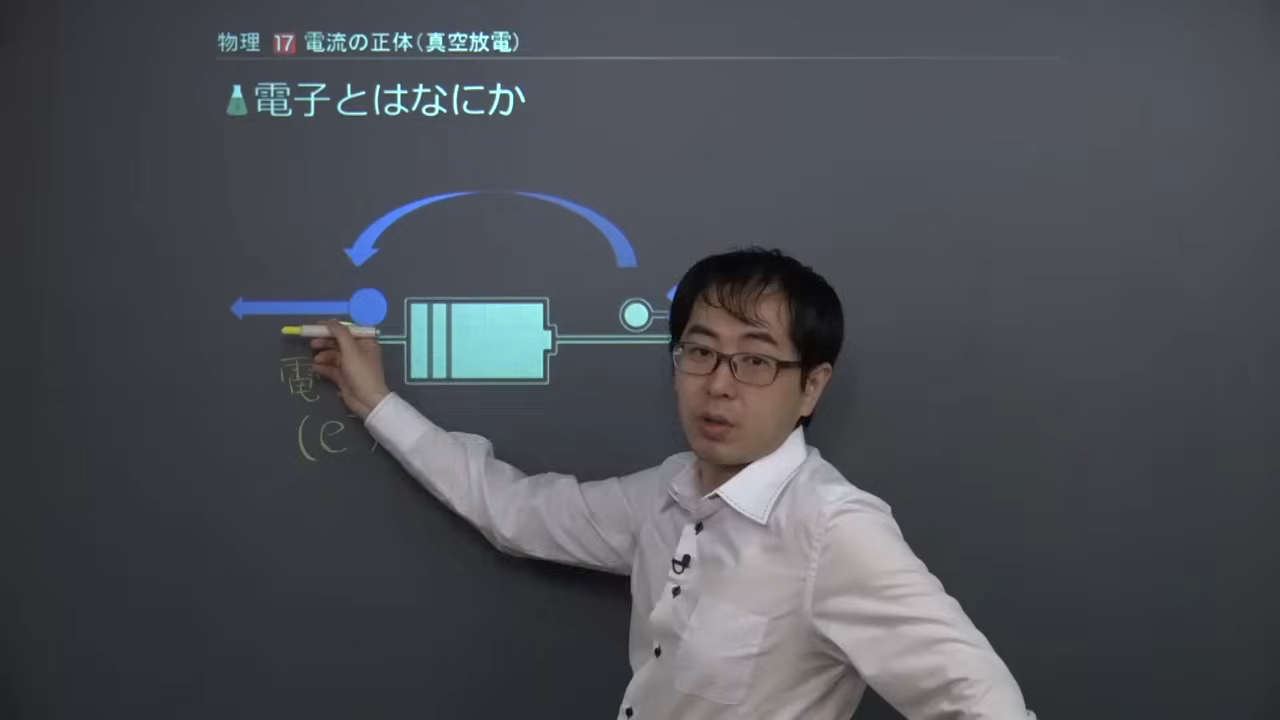 物理 17 電流の正体(真空放電)
電子とはなにか
電
(e⁻)